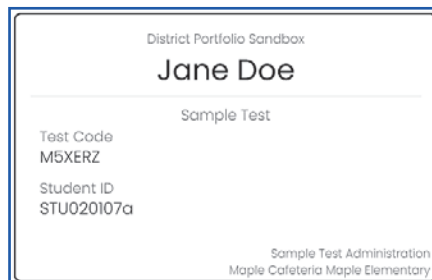 District Portfolio Sandbox
Jane Doe
Sample Test
Test Code
M5XERZ
Student ID
STU020107a
Sample Test Administration
Maple Cafeteria Maple Elementary